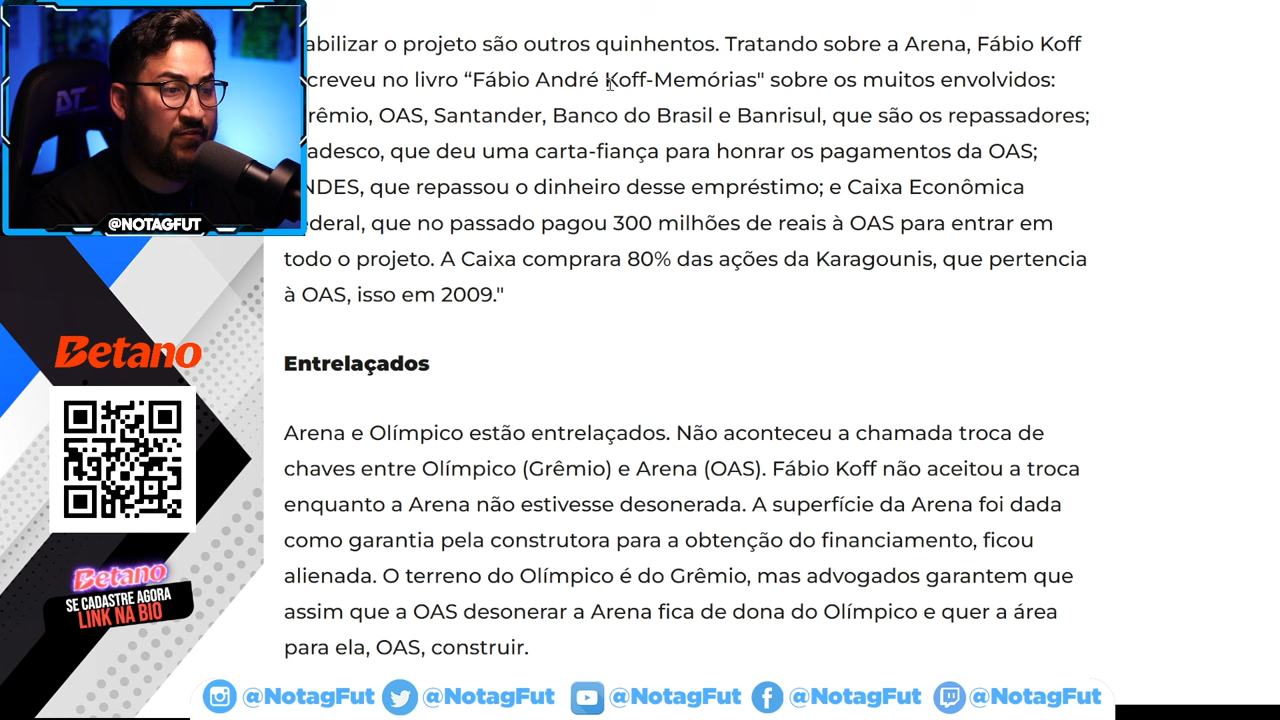 abilizar o projeto são outros quinhentos. Tratando sobre a Arena, Fábio Koff
creveu no livro “Fábio André Koff-Memórias" sobre os muitos envolvidos:
rêmio, OAS, Santander, Banco do Brasil e Banrisul, que são os repassadores;
adesco, que deu uma carta-fiança para honrar os pagamentos da OAS;
NDES, que repassou o dinheiro desse empréstimo; e Caixa Econômica
deral, que no passado pagou 300 milhões de reais a OAS para entrar em
todo o projeto. A Caixa comprara 80% das ações da Karagounis, que pertencia
à OAS, isso em 2009."
Entrelaçados
Arena e Olímpico estão entrelaçados. Não aconteceu a chamada troca de
chaves entre Olímpico (Grêmio) e Arena (OAS). Fábio Koff não aceitou a troca
enquanto a Arena não estivesse desonerada. A superfície da Arena foi dada
como garantia pela construtora para a obtenção do financiamento, ficou
alienada. O terreno do Olímpico é do Grêmio, mas advogados garantem que
assim que a OAS desonerar a Arena fica de dona do Olímpico e quer a área
para ela, OAS, construir.
@NOTAGFUT
Betano
Betano
SE CADASTRE AGORA
LINK NA BIO
@NotagFut @NotagFut @NotagFut @NotagFut @NotagFut